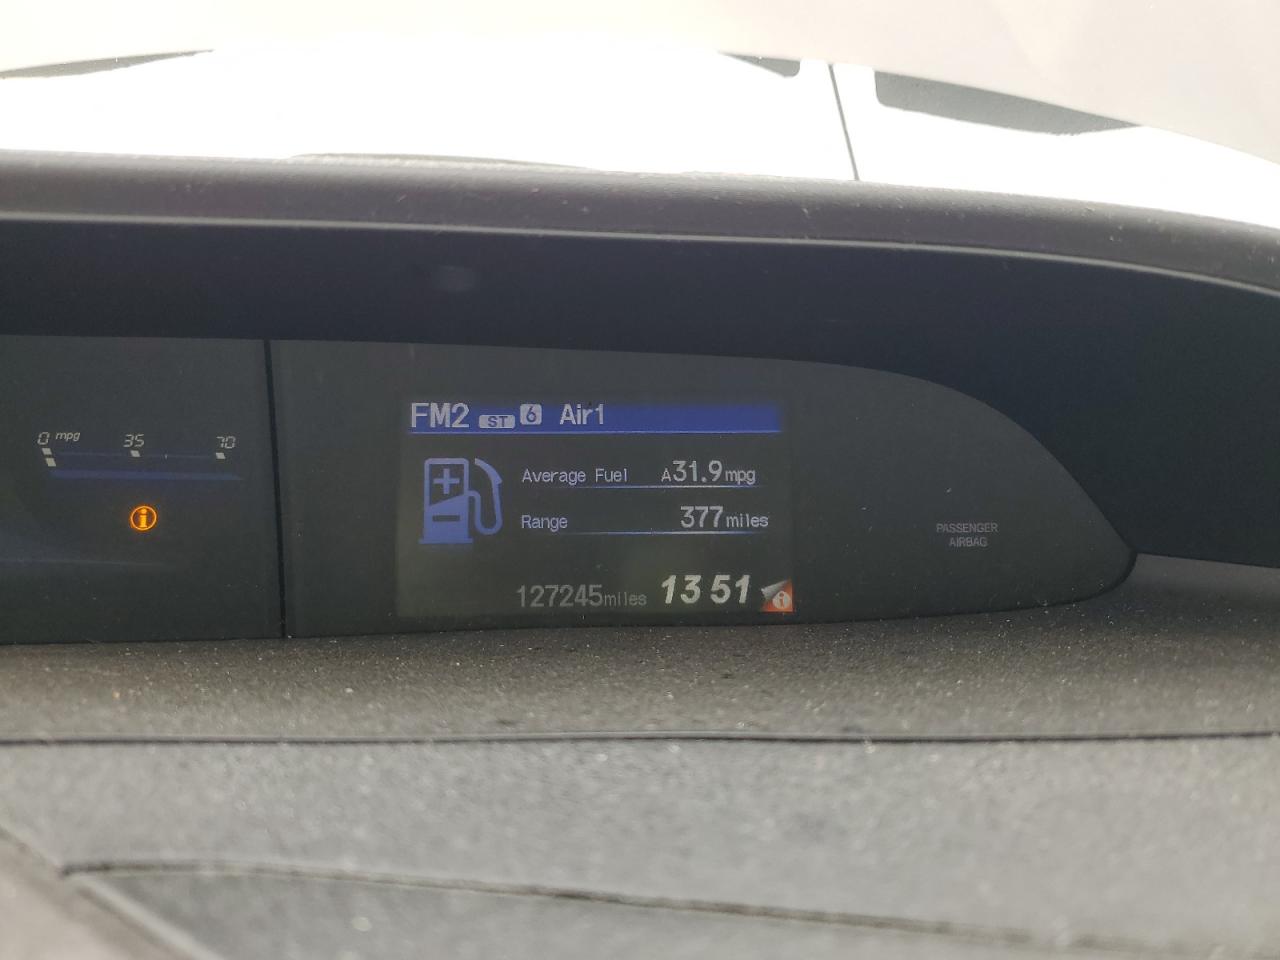 FM2 ST 6 Air1
0 mpg 35 70
Average Fuel A31.9mpg
Range 377miles
PASSENGER
AIRBAG
127245miles 13 51